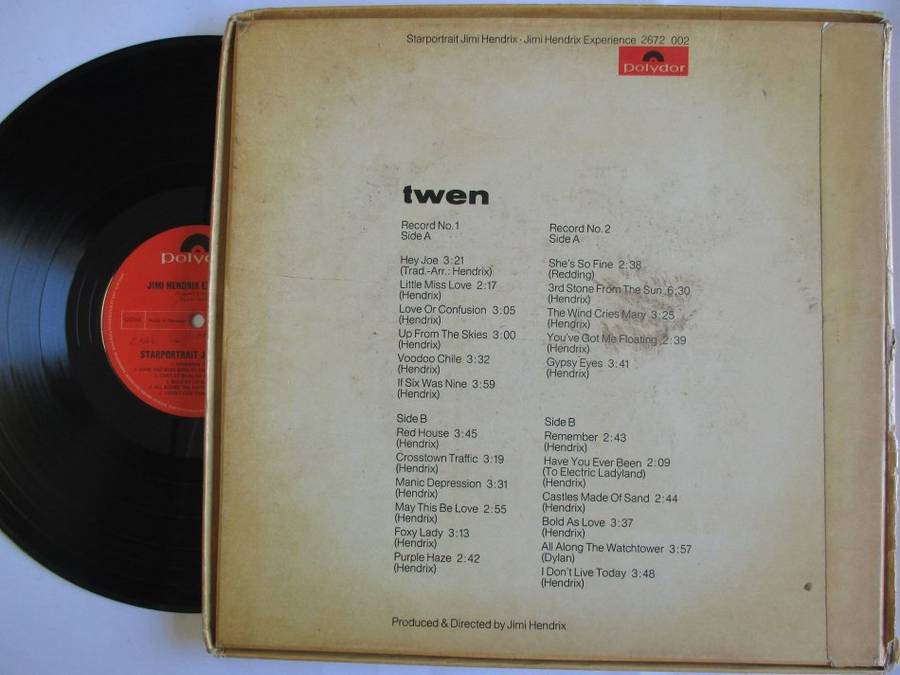 Starportrait Jimi Hendrix · Jimi Hendrix Experience 2672 002
polydor
twen
Record No.1
Side A
Hey Joe 3:21
(Trad.-Arr.: Hendrix)
Little Miss Love 2:17
(Hendrix)
Love Or Confusion 3:05
(Hendrix)
Up From The Skies 3:00
(Hendrix)
Voodoo Chile 3:32
(Hendrix)
If Six Was Nine 3:59
(Hendrix)
Side B
Red House 3:45
(Hendrix)
Crosstown Traffic 3:19
(Hendrix)
Manic Depression 3:31
(Hendrix)
May This Be Love 2:55
(Hendrix)
Foxy Lady 3:13
(Hendrix)
Purple Haze 2:42
(Hendrix)
Record No.2
Side A
She's So Fine 2:38
(Redding)
3rd Stone From The Sun 6:30
(Hendrix)
The Wind Cries Mary 3:25
(Hendrix)
You've Got Me Floating 2:39
(Hendrix)
Gypsy Eyes 3:41
(Hendrix)
Side B
Remember 2:43
(Hendrix)
Have You Ever Been 2:09
(To Electric Ladyland)
(Hendrix)
Castles Made Of Sand 2:44
(Hendrix)
Bold As Love 3:37
(Hendrix)
All Along The Watchtower 3:57
(Dylan)
I Don't Live Today 3:48
(Hendrix)
Produced & Directed by Jimi Hendrix
Polyd
JIMI HENDRIX E
STARPORTRAIT J